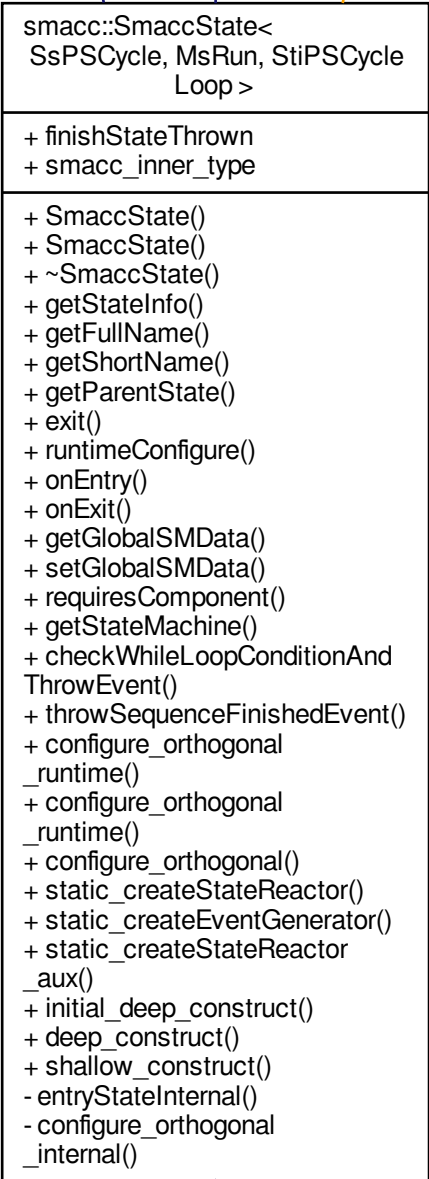 smacc::SmaccState<
SsPSCycle, MsRun, StiPSCycle
Loop >
+ finishStateThrown
+ smacc_inner_type
+ SmaccState()
+ SmaccState()
+ ~SmaccState()
+ getStateInfo()
+ getFullName()
+ getShortName()
+ getParentState()
+ exit()
+ runtimeConfigure()
+ onEntry()
+ onExit()
+ getGlobalSMData()
+ setGlobalSMData()
+ requiresComponent()
+ getStateMachine()
+ checkWhileLoopConditionAnd
ThrowEvent()
+ throwSequenceFinishedEvent()
+ configure_orthogonal
_runtime()
+ configure_orthogonal
_runtime()
+ configure_orthogonal()
+ static_createStateReactor()
+ static_createEventGenerator()
+ static_createStateReactor
_aux()
+ initial_deep_construct()
+ deep_construct()
+ shallow_construct()
- entryStateInternal()
- configure_orthogonal
_internal()